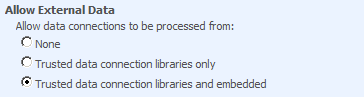 Allow External Data
Allow data connections to be processed from:
None
Trusted data connection libraries only
Trusted data connection libraries and embedded